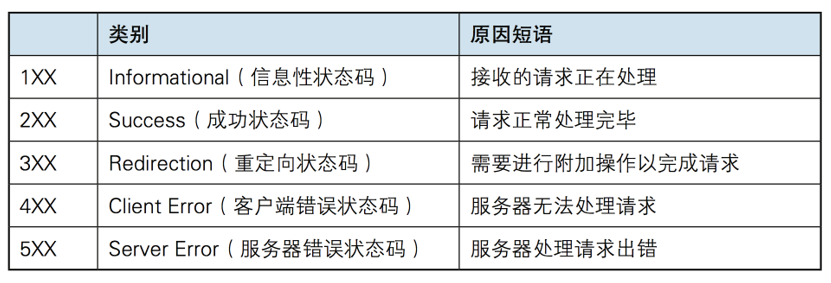 类别 原因短语
1XX Informational（信息性状态码） 接收的请求正在处理
2XX Success（成功状态码） 请求正常处理完毕
3XX Redirection（重定向状态码） 需要进行附加操作以完成请求
4XX Client Error（客户端错误状态码） 服务器无法处理请求
5XX Server Error（服务器错误状态码） 服务器处理请求出错